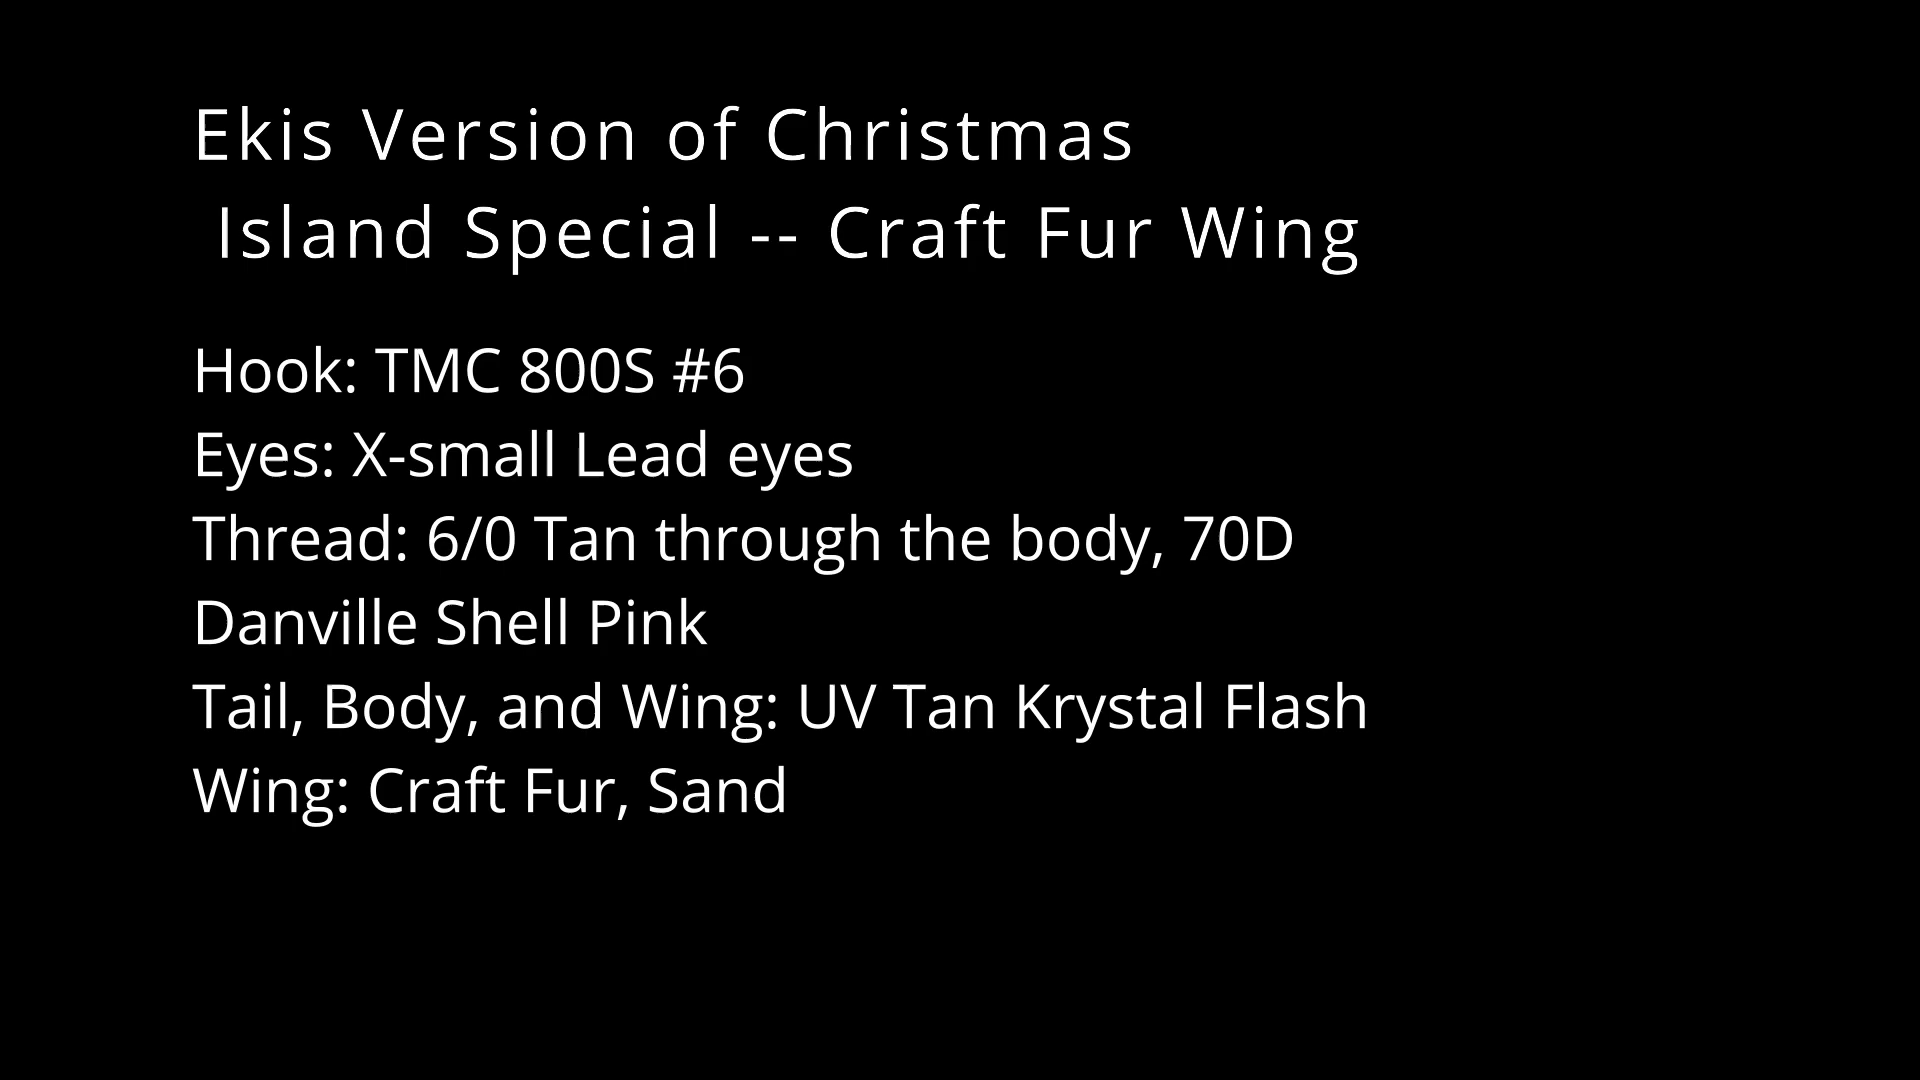 Ekis Version of Christmas
Island Special -- Craft Fur Wing
Hook: TMC 800S #6
Eyes: X-small Lead eyes
Thread: 6/0 Tan through the body, 70D
Danville Shell Pink
Tail, Body, and Wing: UV Tan Krystal Flash
Wing: Craft Fur, Sand